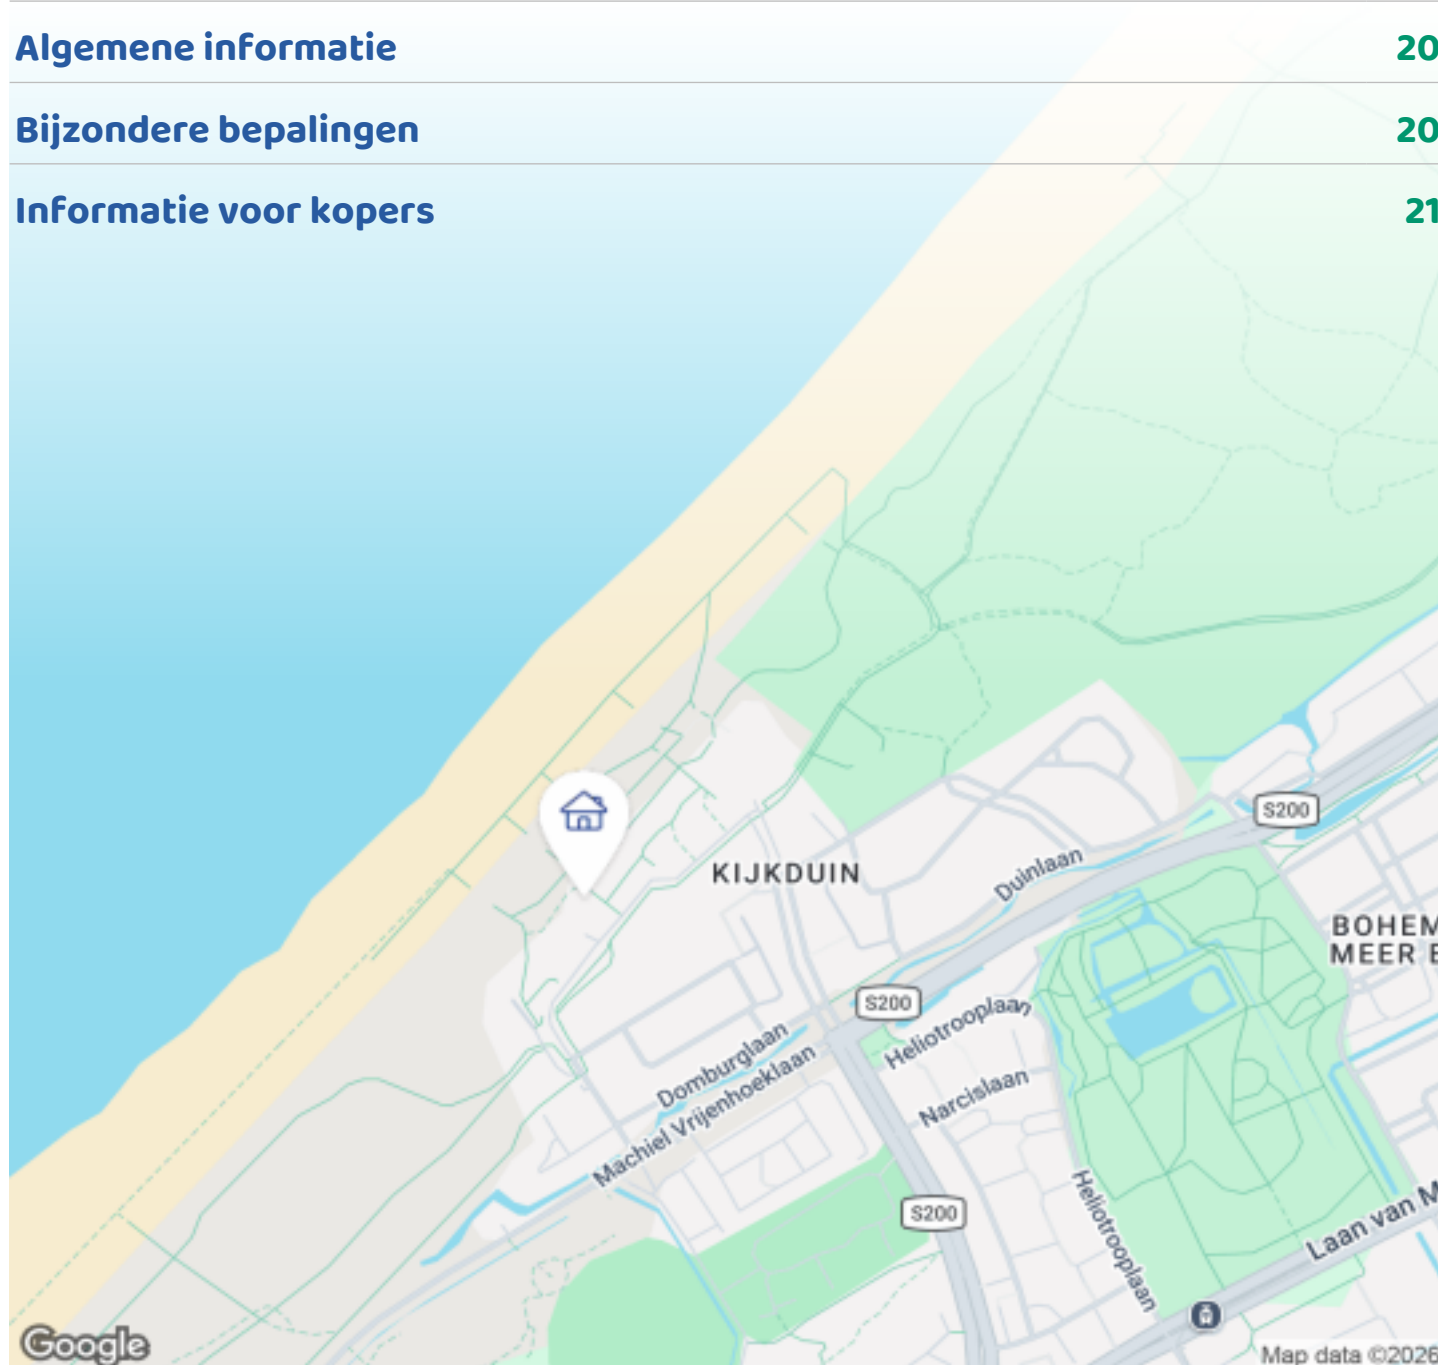 Algemene informatie 20
Bijzondere bepalingen 20
Informatie voor kopers 21
S200
KIJKDUIN
Duinlaan
BOHEM
MEER E
S200
Heliotrooplaan
Domburglaan
Machiel Vrijenhoeklaan
Narcislaan
Heliotrooplaan
S200
Laan van M
Google
Map data ©2026